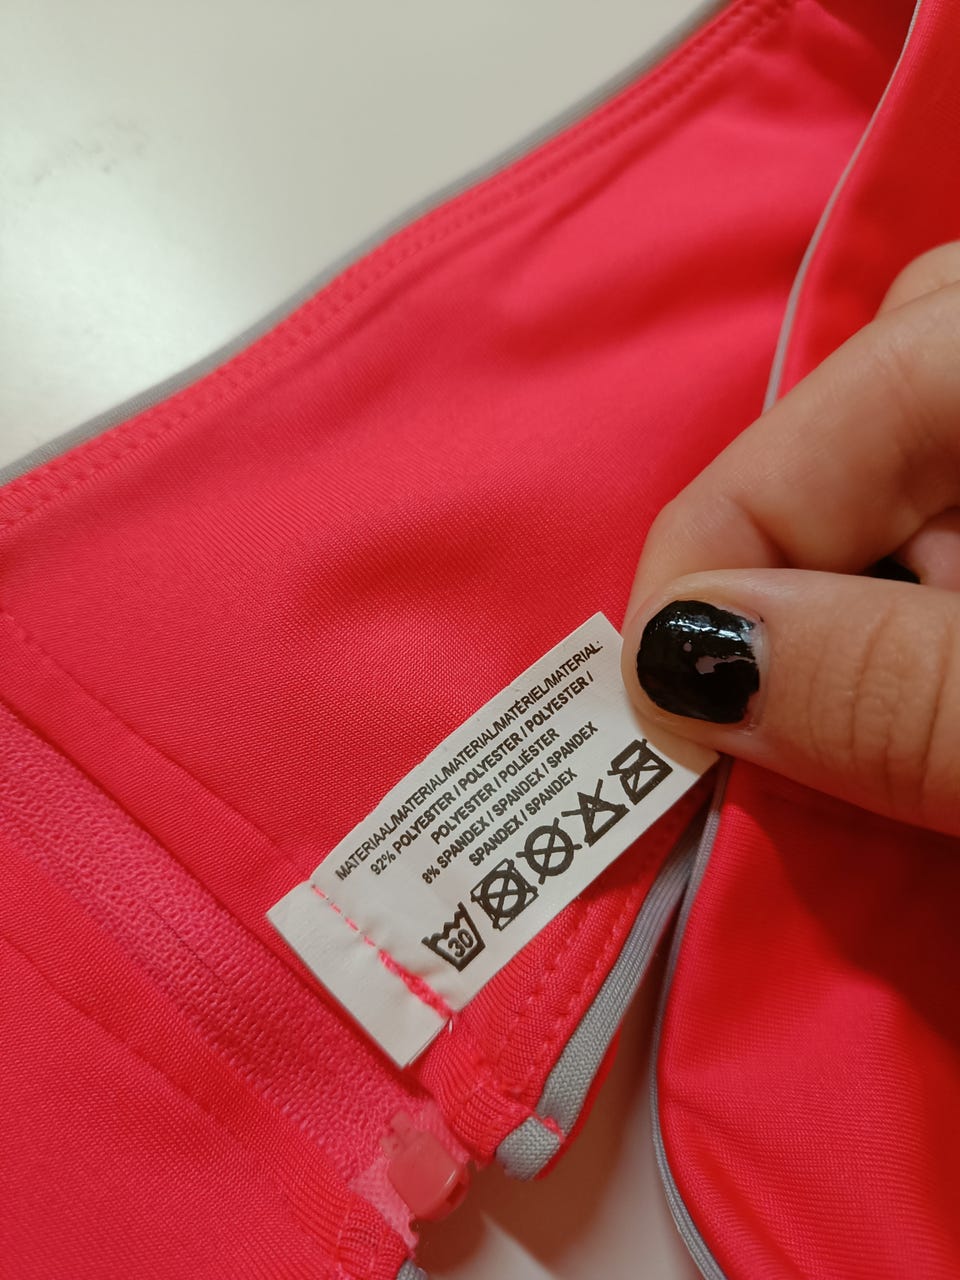 MATERIAAL/MATERIAL/MATERIAL/MATÉRIEL/MATERIAL:
92% POLYESTER / POLYESTER / POLYESTER /
POLYESTER / POLIÉSTER
8% SPANDEX / SPANDEX / SPANDEX
SPANDEX / SPANDEX
30